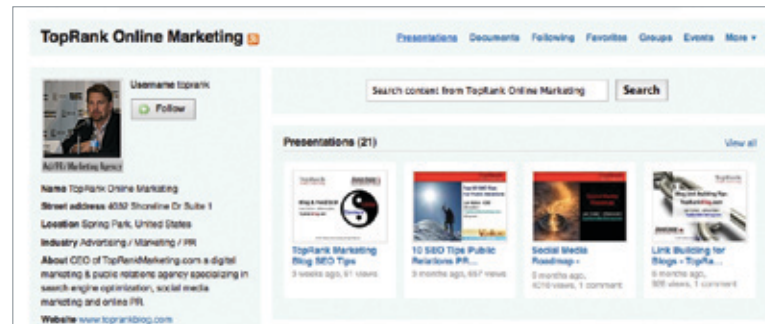 TopRank Online Marketing
Presentations Documents Following Favorites Groups Events More
Username toprank
Follow
Search content from TopRank Online Marketing
Search
Presentations (21)
View all
Name TopRank Online Marketing
Street address 4032 Shoreline Dr Suite 1
Location Spring Park, United States
Industry Advertising / Marketing / PR
About CEO of TopRankMarketing.com a digital
marketing & public relations agency specializing in
search engine optimization, social media
marketing and online PR.
Website www.toprankblog.com
TopRank Marketing
Blog SEO Tips
3 weeks ago, 61 views
10 SEO Tips Public
Relations PR...
3 months ago, 657 views
Social Media
Roadmap -
months ago,
views, 1 comment
Link Building for
Blogs - TopRa...
months ago,
views, 1 comment